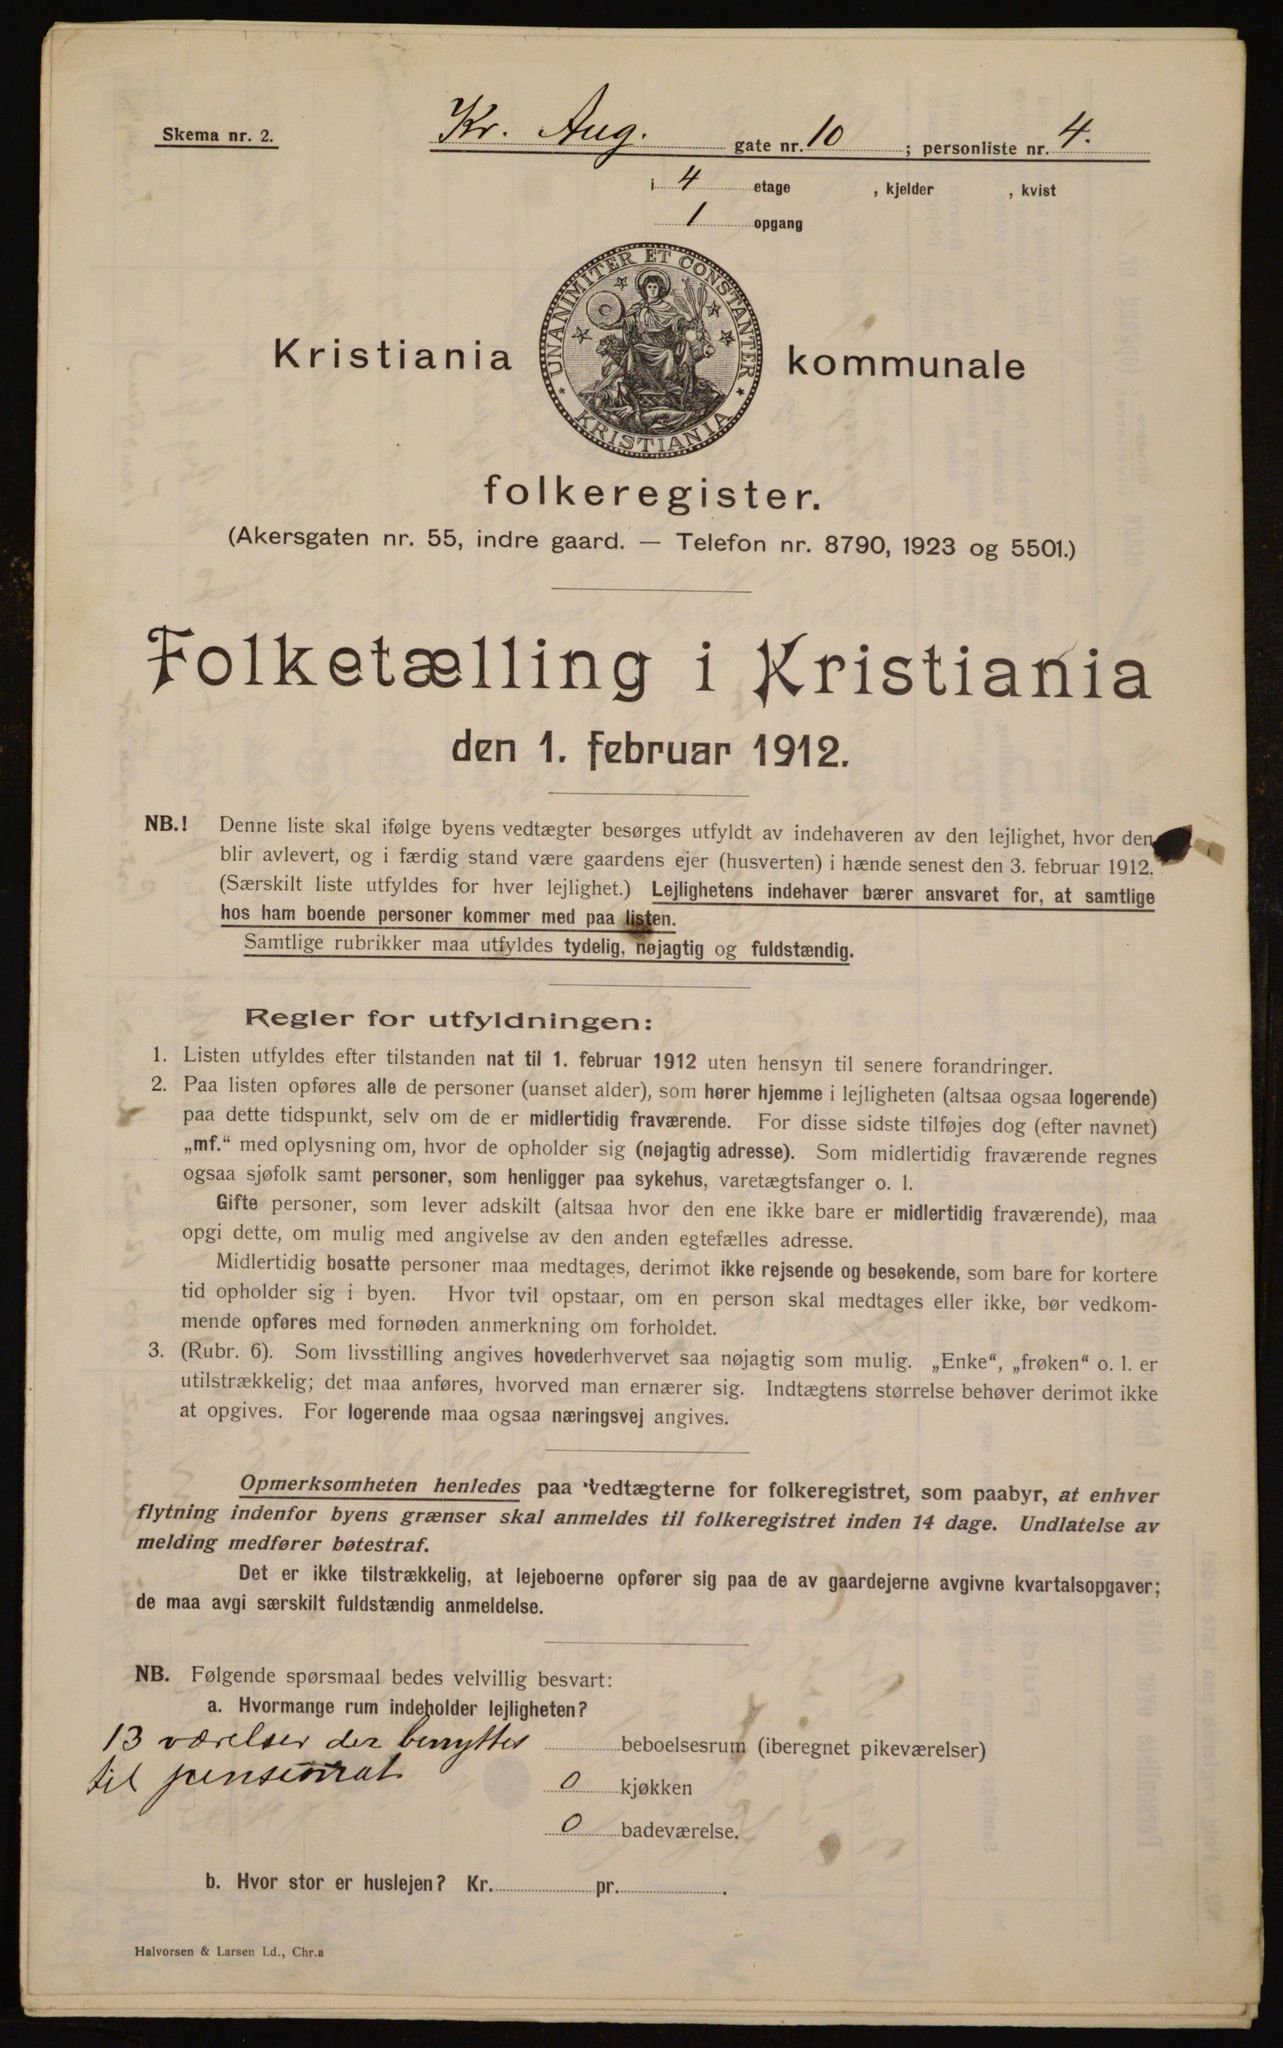 Skema nr. 2.
Kr. Aug. gate nr. 10 ; personliste nr. 4.
i 4 etage , kjelder , kvist
1 opgang
UNANIMITER ET CONSTANTER
KRISTIANIA
Kristiania kommunale
folkeregister.
(Akersgaten nr. 55, indre gaard. — Telefon nr. 8790, 1923 og 5501.)
Folketælling i Kristiania
den 1. februar 1912.
NB.! Denne liste skal ifølge byens vedtægter besørges utfyldt av indehaveren av den lejlighet, hvor den
blir avlevert, og i færdig stand være gaardens ejer (husverten) i hænde senest den 3. februar 1912.
(Særskilt liste utfyldes for hver lejlighet.) Lejlighetens indehaver bærer ansvaret for, at samtlige
hos ham boende personer kommer med paa listen.
Samtlige rubrikker maa utfyldes tydelig, nøjagtig og fuldstændig.
Regler for utfyldningen:
1. Listen utfyldes efter tilstanden nat til 1. februar 1912 uten hensyn til senere forandringer.
2. Paa listen opføres alle de personer (uanset alder), som hører hjemme i lejligheten (altsaa ogsaa logerende)
paa dette tidspunkt, selv om de er midlertidig fraværende. For disse sidste tilføjes dog (efter navnet)
„mf.“ med oplysning om, hvor de opholder sig (nøjagtig adresse). Som midlertidig fraværende regnes
ogsaa sjøfolk samt personer, som henligger paa sykehus, varetægtsfanger o. l.
Gifte personer, som lever adskilt (altsaa hvor den ene ikke bare er midlertidig fraværende), maa
opgi dette, om mulig med angivelse av den anden egtefælles adresse.
Midlertidig bosatte personer maa medtages, derimot ikke rejsende og besøkende, som bare for kortere
tid opholder sig i byen. Hvor tvil opstaar, om en person skal medtages eller ikke, bør vedkom-
mende opføres med fornøden anmerkning om forholdet.
3. (Rubr. 6). Som livsstilling angives hovederhvervet saa nøjagtig som mulig. „Enke“, „frøken“ o. l. er
utilstrækkelig; det maa anføres, hvorved man ernærer sig. Indtægtens størrelse behøver derimot ikke
at opgives. For logerende maa ogsaa næringsvej angives.
Opmerksomheten henledes paa vedtægterne for folkeregistret, som paabyr, at enhver
flytning indenfor byens grænser skal anmeldes til folkeregistret inden 14 dage. Undlatelse av
melding medfører bøtestraf.
Det er ikke tilstrækkelig, at lejeboerne opfører sig paa de av gaardejerne avgivne kvartalsopgaver;
de maa avgi særskilt fuldstændig anmeldelse.
NB. Følgende spørsmaal bedes velvillig besvart:
a. Hvormange rum indeholder lejligheten?
13 værelser der benyttes beboelsesrum (iberegnet pikeværelser)
til pensionat 0 kjøkken
0 badeværelse.
b. Hvor stor er huslejen? Kr. pr. .
Halvorsen & Larsen Ld., Chr.a